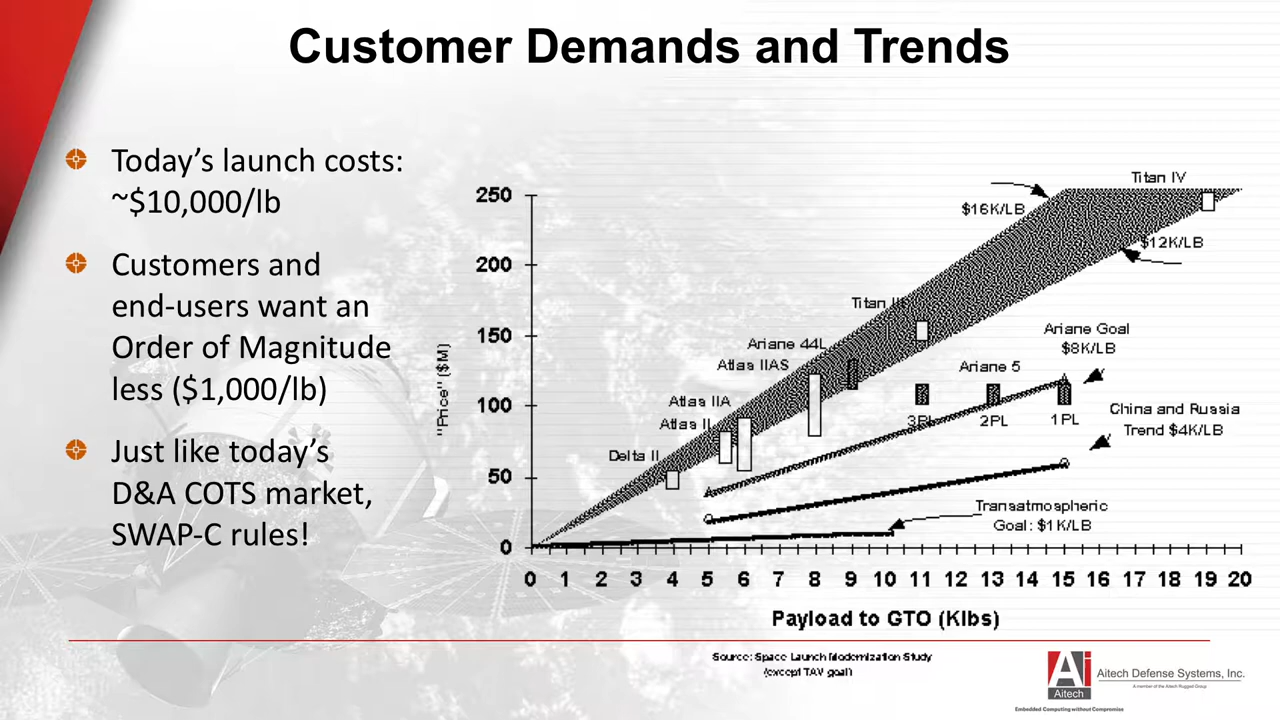 Customer Demands and Trends
Today's launch costs:
~$10,000/lb
Customers and
end-users want an
Order of Magnitude
less ($1,000/lb)
Just like today's
D&A COTS market,
SWAP-C rules!
"Price" ($M)
250
200
150
100
50
0
Titan IV
$16K/LB
$12K/LB
Titan III
Ariane 44L
Atlas IIAS
Atlas IIA
Atlas II
Delta II
Ariane Goal
$8K/LB
Ariane 5
3PL
2PL
1PL
China and Russia
Trend $4K/LB
Transatmospheric
Goal: $1K/LB
0 1 2 3 4 5 6 7 8 9 10 11 12 13 14 15 16 17 18 19 20
Payload to GTO (Klbs)
Source: Space Launch Modernization Study
(except TAV goal)
Ai
Aitech
Aitech Defense Systems, Inc.
A member of the Aitech Rugged Group
Embedded Computing without Compromise